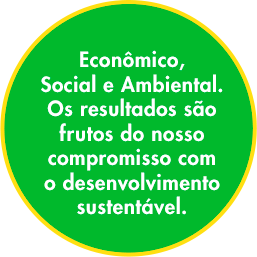 Econômico,
Social e Ambiental.
Os resultados são
frutos do nosso
compromisso com
o desenvolvimento
sustentável.